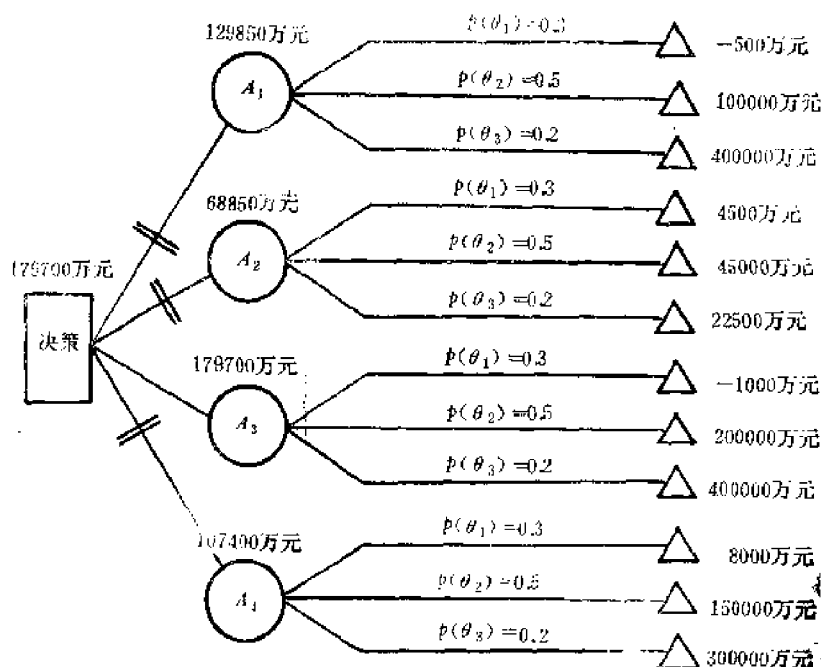 129850万元
p(θ₁)=0.3
-500万元
A₁
p(θ₂)=0.5
100000万元
p(θ₃)=0.2
400000万元
68850万元
p(θ₁)=0.3
4500万元
A₂
p(θ₂)=0.5
45000万元
p(θ₃)=0.2
22500万元
179700万元
决策
179700万元
p(θ₁)=0.3
-1000万元
A₃
p(θ₂)=0.5
200000万元
p(θ₃)=0.2
400000万元
107400万元
p(θ₁)=0.3
8000万元
A₄
p(θ₂)=0.5
150000万元
p(θ₃)=0.2
300000万元